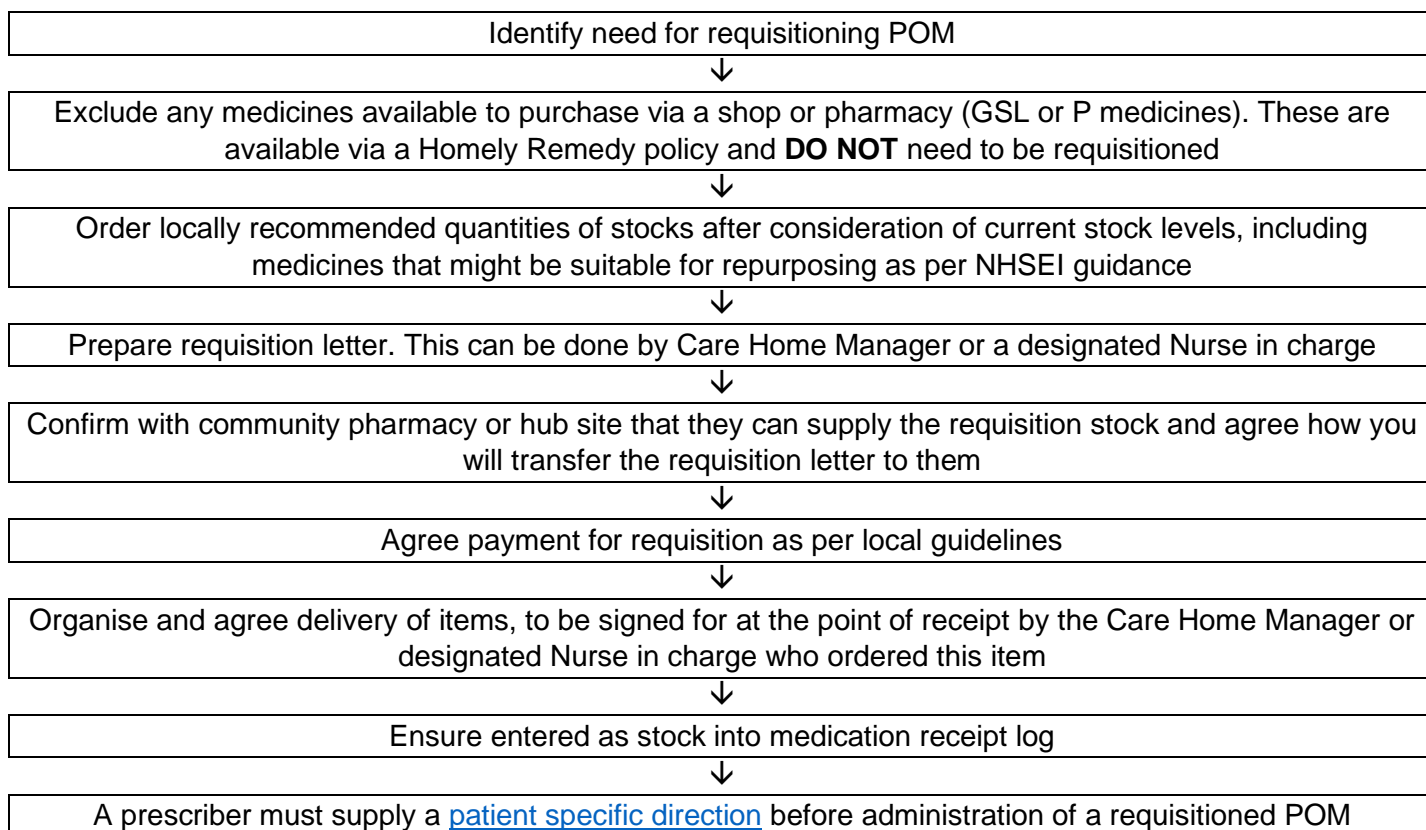 Identify need for requisitioning POM
Exclude any medicines available to purchase via a shop or pharmacy (GSL or P medicines). These are
available via a Homely Remedy policy and DO NOT need to be requisitioned
Order locally recommended quantities of stocks after consideration of current stock levels, including
medicines that might be suitable for repurposing as per NHSEI guidance
Prepare requisition letter. This can be done by Care Home Manager or a designated Nurse in charge
Confirm with community pharmacy or hub site that they can supply the requisition stock and agree how you
will transfer the requisition letter to them
Agree payment for requisition as per local guidelines
Organise and agree delivery of items, to be signed for at the point of receipt by the Care Home Manager or
designated Nurse in charge who ordered this item
Ensure entered as stock into medication receipt log
A prescriber must supply a patient specific direction before administration of a requisitioned POM